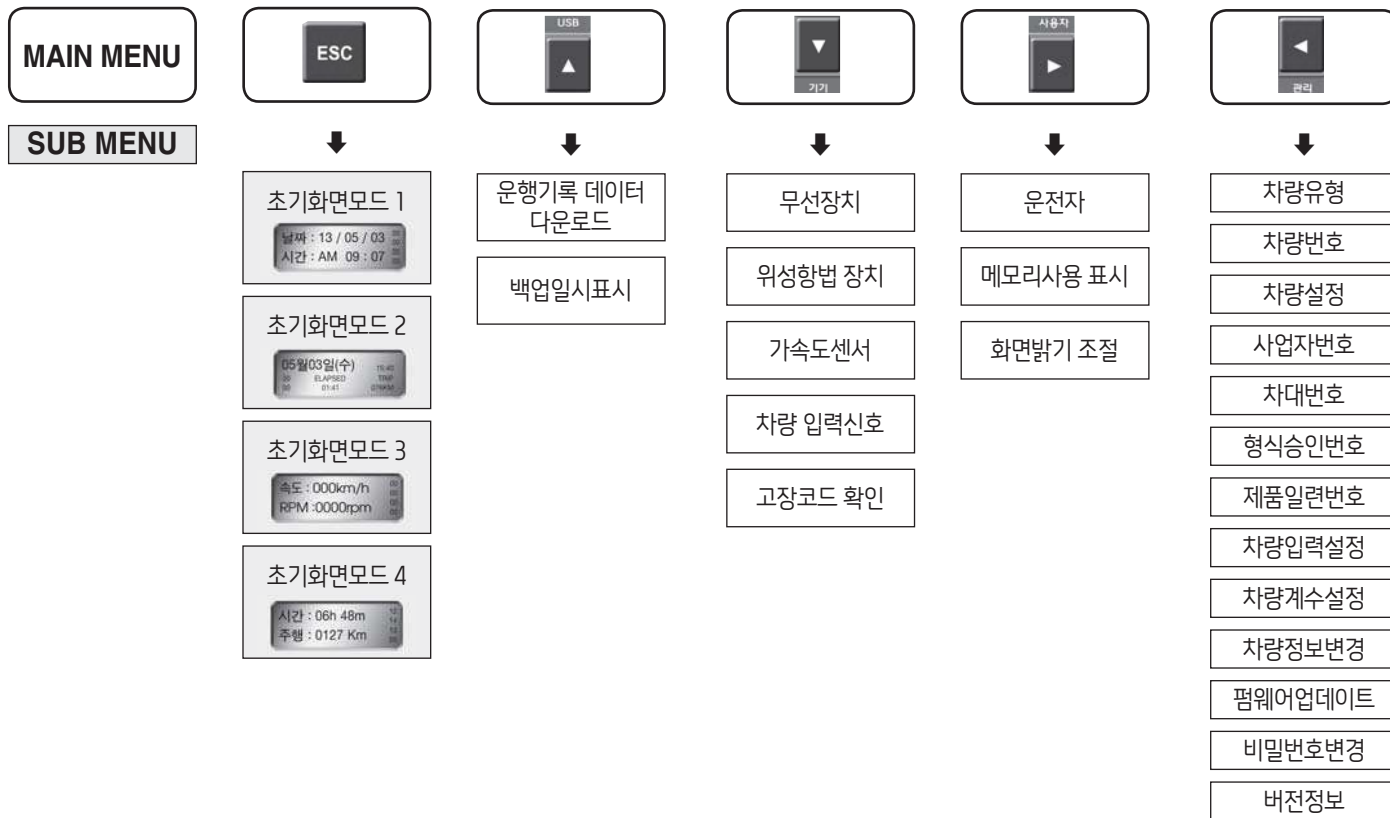 MAIN MENU
ESC
USB
▲
▼
기기
사용자
▶
◀
관리
SUB MENU
초기화면모드 1
날짜 : 13 / 05 / 03
시간 : AM 09 : 07
초기화면모드 2
05월03일(수) 15:40
ELAPSED TRIP
01:41
초기화면모드 3
속도 : 000km/h
RPM :0000rpm
초기화면모드 4
시간 : 06h 48m
주행 : 0127 Km
운행기록 데이터
다운로드
백업일시표시
무선장치
위성항법 장치
가속도센서
차량 입력신호
고장코드 확인
운전자
메모리사용 표시
화면밝기 조절
차량유형
차량번호
차량설정
사업자번호
차대번호
형식승인번호
제품일련번호
차량입력설정
차량계수설정
차량정보변경
펌웨어업데이트
비밀번호변경
버전정보